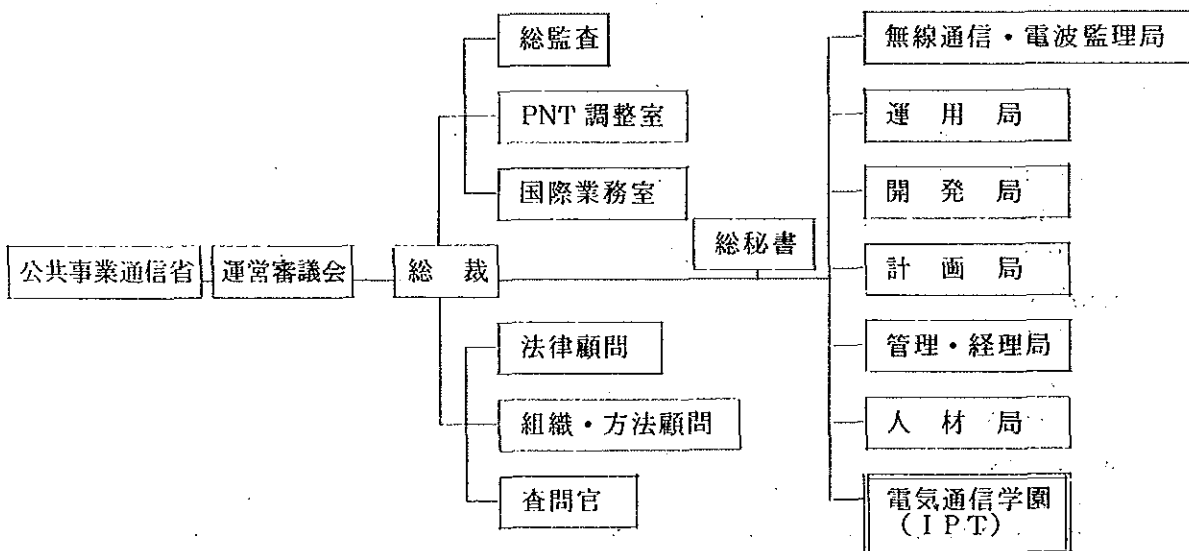 公共事業通信省
運営審議会
総裁
総監査
PNT 調整室
国際業務室
法律顧問
組織・方法顧問
査問官
総秘書
無線通信・電波監理局
運用局
開発局
計画局
管理・経理局
人材局
電気通信学園
(IPT)